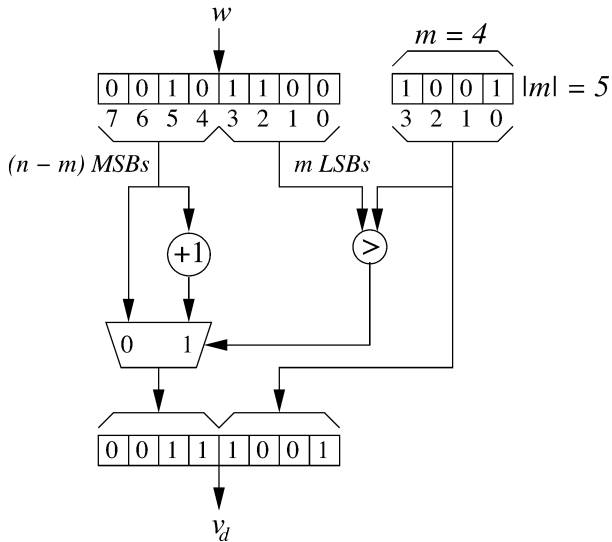 w
m = 4
0 0 1 0 1 1 0 0
1 0 0 1 |m| = 5
7 6 5 4 3 2 1 0
3 2 1 0
(n − m) MSBs
m LSBs
+1
>
0 1
0 0 1 1 1 0 0 1
v_d